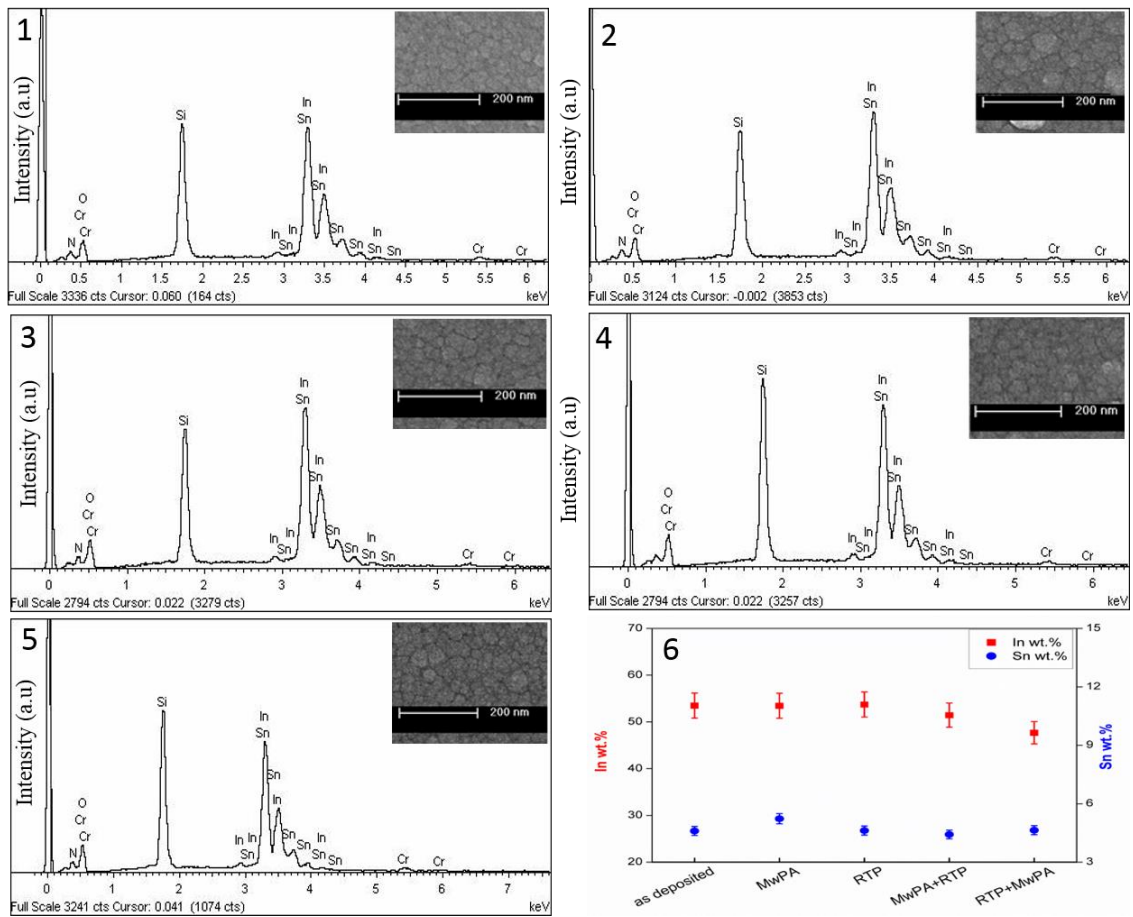 1
Intensity (a.u)
200 nm
Si
In
Sn
In
Sn
O
Cr
Cr
N
In
Sn
In
Sn
Sn
In
Sn
Cr
Cr
0 0.5 1 1.5 2 2.5 3 3.5 4 4.5 5 5.5 6
Full Scale 3336 cts Cursor: 0.060 (164 cts) keV
2
Intensity (a.u)
200 nm
Si
In
Sn
In
Sn
O
Cr
Cr
N
In
Sn
In
Sn
Sn
In
Sn
Cr
Cr
0 0.5 1 1.5 2 2.5 3 3.5 4 4.5 5 5.5 6
Full Scale 3124 cts Cursor: -0.002 (3853 cts) keV
3
Intensity (a.u)
200 nm
Si
In
Sn
In
Sn
O
Cr
Cr
N
In
Sn
In
Sn
Sn
In
Sn
Cr
Cr
0 1 2 3 4 5 6
Full Scale 2794 cts Cursor: 0.022 (3279 cts) keV
4
Intensity (a.u)
200 nm
Si
In
Sn
In
Sn
O
Cr
Cr
In
Sn
In
Sn
Sn
In
Sn
Cr
Cr
0 1 2 3 4 5 6
Full Scale 2794 cts Cursor: 0.022 (3257 cts) keV
5
Intensity (a.u)
200 nm
Si
In
Sn
Sn
In
O
Cr
Cr
N
In
Sn
In
Sn
Sn
In
Sn
Cr
Cr
0 1 2 3 4 5 6 7
Full Scale 3241 cts Cursor: 0.041 (1074 cts) keV
6
In wt.%
Sn wt.%
70
60
50
40
30
20
In wt.%
15
12
9
6
3
Sn wt.%
as deposited
MwPA
RTP
MwPA+RTP
RTP+MwPA